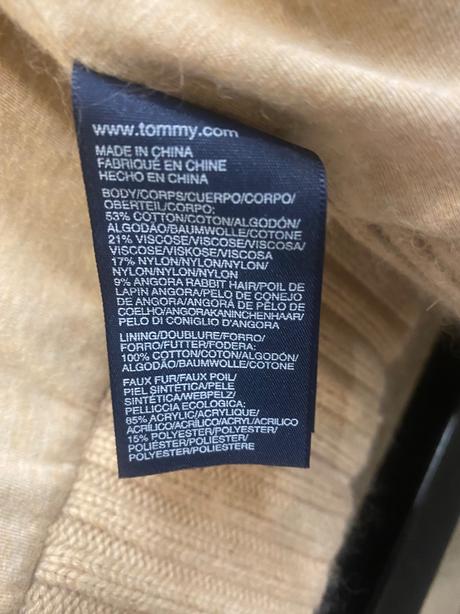 www.tommy.com
MADE IN CHINA
FABRIQUÉ EN CHINE
HECHO EN CHINA
BODY/CORPS/CUERPO/CORPO/
OBERTEIL/CORPO:
53% COTTON/COTON/ALGODÓN/
ALGODÃO/BAUMWOLLE/COTONE
21% VISCOSE/VISCOSE/VISCOSA/
VISCOSE/VISKOSE/VISCOSA
17% NYLON/NYLON/NYLON/
NYLON/NYLON/NYLON
9% ANGORA RABBIT HAIR/POIL DE
LAPIN ANGORA/PELO DE CONEJO
DE ANGORA/ANGORÁ DE PÊLO DE
COELHO/ANGORAKANINCHENHAAR/
PELO DI CONIGLIO D'ANGORA
LINING/DOUBLURE/FORRO/
FORRO/FUTTER/FODERA:
100% COTTON/COTON/ALGODÓN/
ALGODÃO/BAUMWOLLE/COTONE
FAUX FUR/FAUX POIL/
PIEL SINTÉTICA/PELE
SINTÉTICA/WEBPELZ/
PELLICCIA ECOLOGICA:
85% ACRYLIC/ACRYLIQUE/
ACRÍLICO/ACRÍLICO/ACRYL/ACRILICO
15% POLYESTER/POLYESTER/
POLIÉSTER/POLIÉSTER/
POLYESTER/POLIESTERE